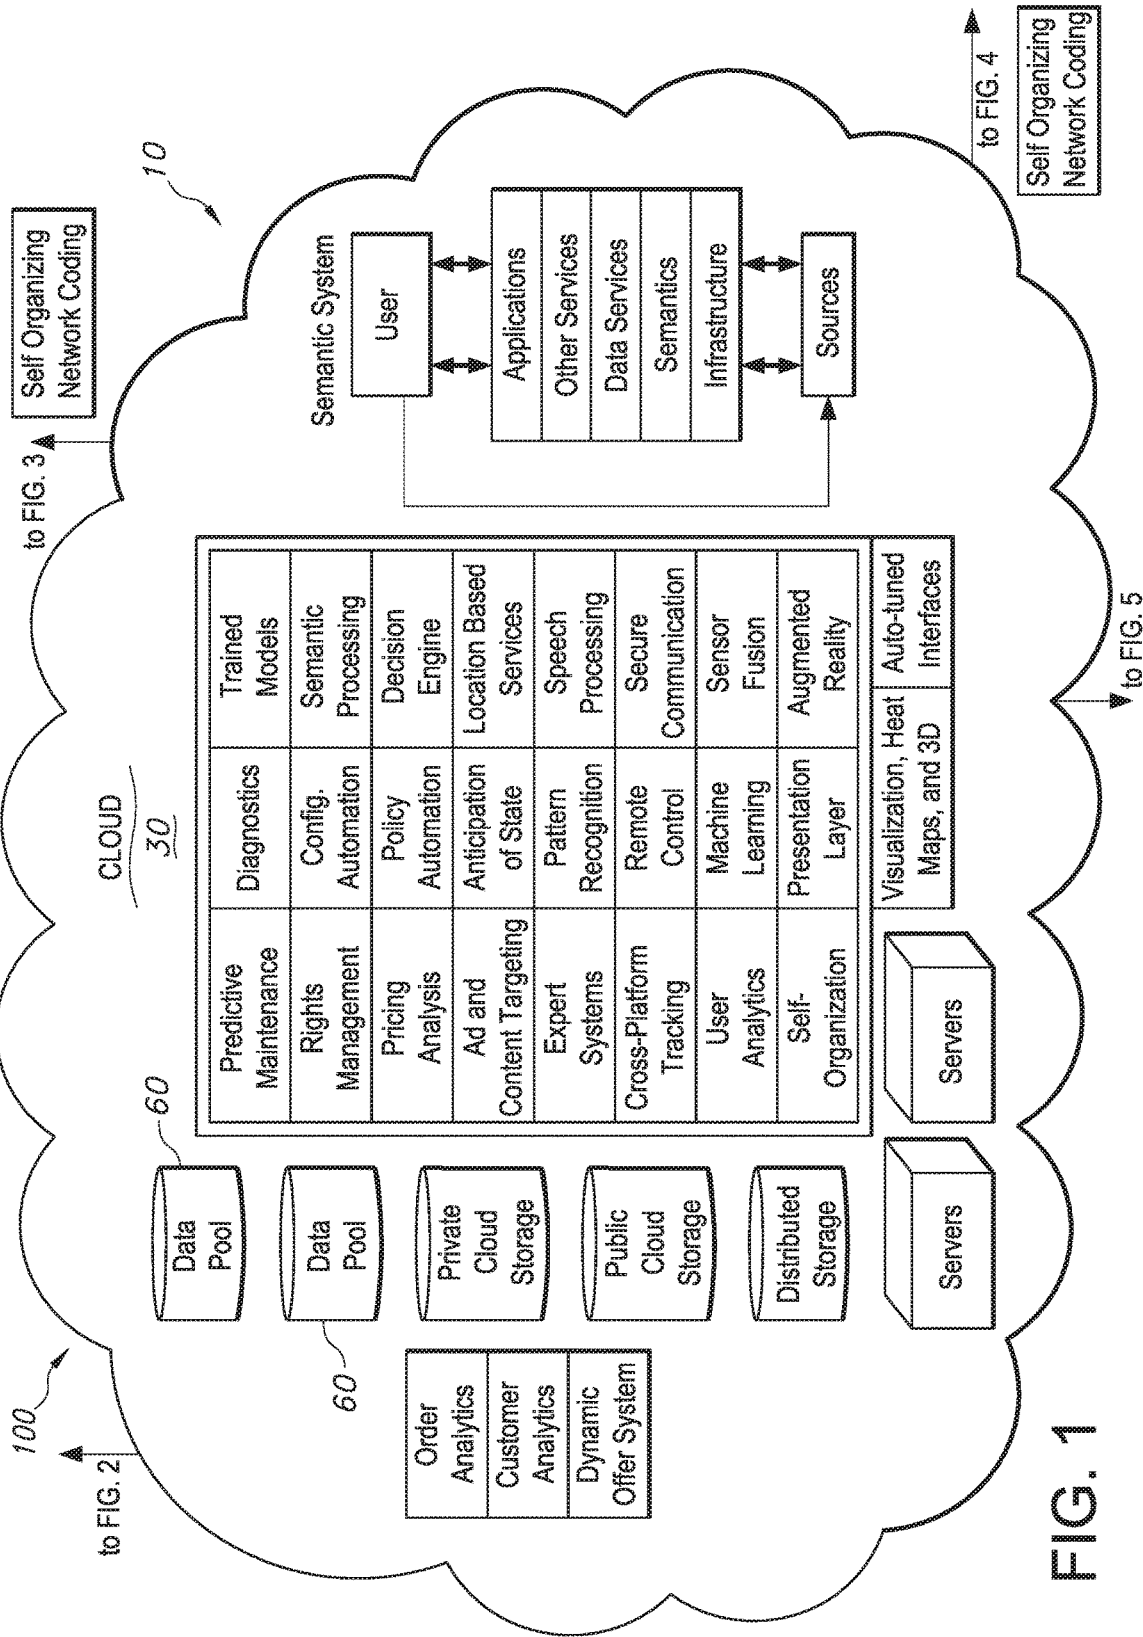 100
to FIG. 2
to FIG. 3
Self Organizing
Network Coding
10
CLOUD
30
60
Data
Pool
Data
Pool
60
Private
Cloud
Storage
Public
Cloud
Storage
Distributed
Storage
Order
Analytics
Customer
Analytics
Dynamic
Offer System
Predictive
Maintenance
Diagnostics
Trained
Models
Rights
Management
Config.
Automation
Semantic
Processing
Pricing
Analysis
Policy
Automation
Decision
Engine
Ad and
Content Targeting
Anticipation
of State
Location Based
Services
Expert
Systems
Pattern
Recognition
Speech
Processing
Cross-Platform
Tracking
Remote
Control
Secure
Communication
User
Analytics
Machine
Learning
Sensor
Fusion
Self-
Organization
Presentation
Layer
Augmented
Reality
Visualization, Heat
Maps, and 3D
Auto-tuned
Interfaces
Servers
Servers
Semantic System
User
Applications
Other Services
Data Services
Semantics
Infrastructure
Sources
to FIG. 4
Self Organizing
Network Coding
to FIG. 5
FIG. 1